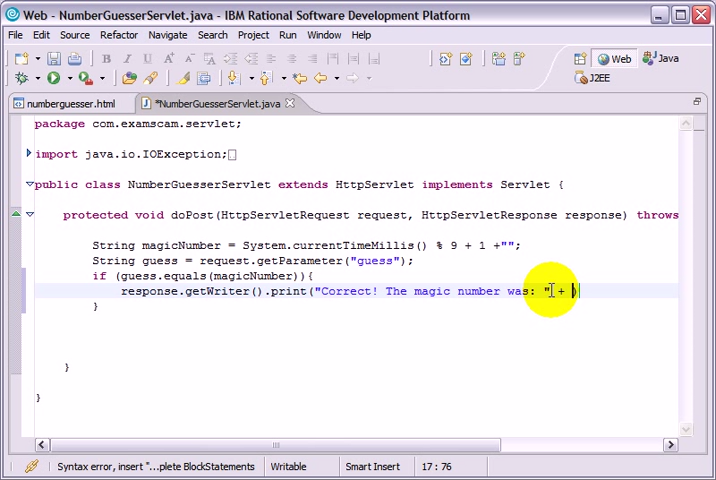 Web - NumberGuesserServlet.java - IBM Rational Software Development Platform
File Edit Source Refactor Navigate Search Project Run Window Help
B I U A A
Web
Java
J2EE
numberguesser.html
*NumberGuesserServlet.java
package com.examscam.servlet;
import java.io.IOException;
public class NumberGuesserServlet extends HttpServlet implements Servlet {
protected void doPost(HttpServletRequest request, HttpServletResponse response) throws
String magicNumber = System.currentTimeMillis() % 9 + 1 +"";
String guess = request.getParameter("guess");
if (guess.equals(magicNumber)){
response.getWriter().print("Correct! The magic number was: " + )
}
}
}
Syntax error, insert "...plete BlockStatements
Writable
Smart Insert
17 : 76